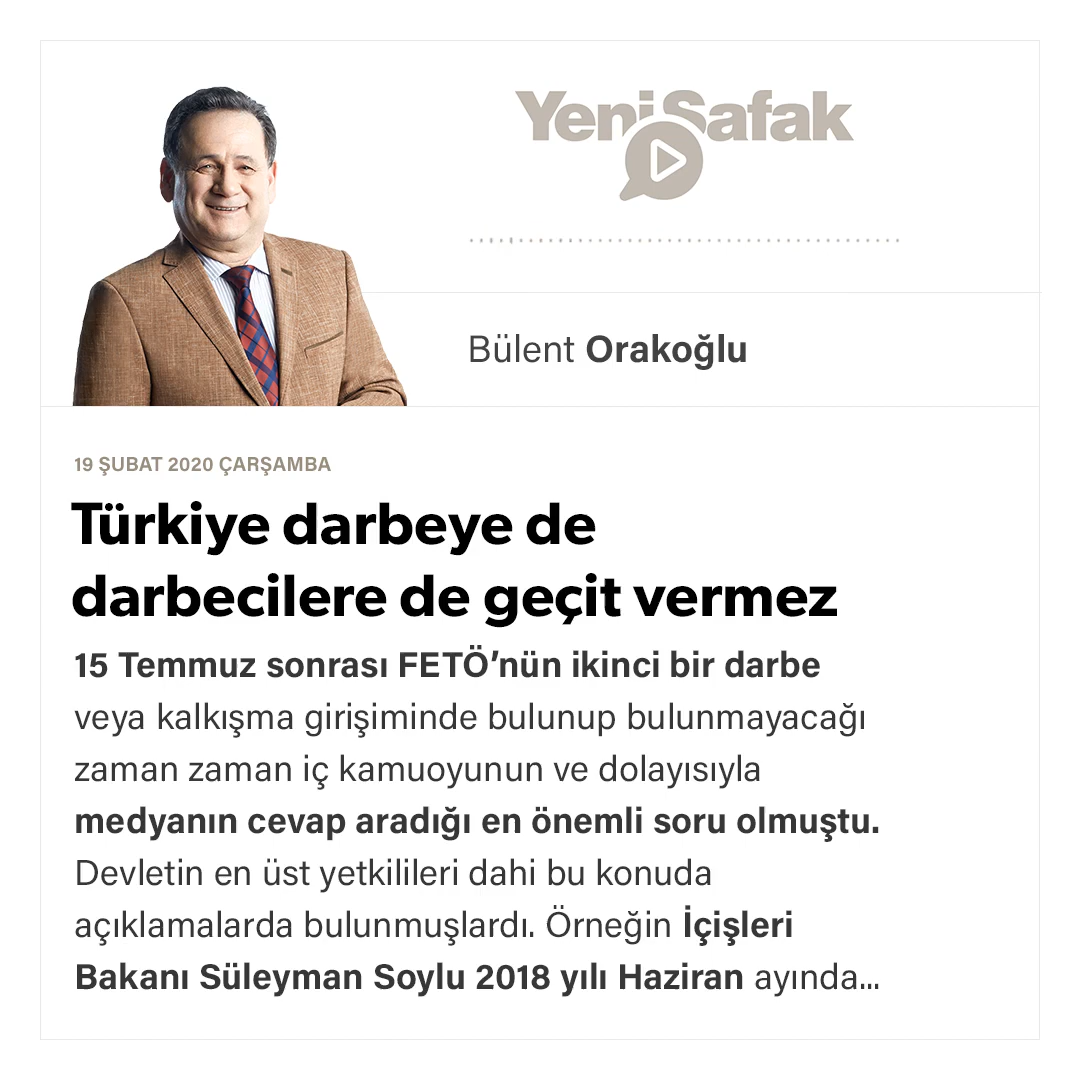 Yeni Safak
Bülent Orakoğlu
19 ŞUBAT 2020 ÇARŞAMBA
Türkiye darbeye de
darbecilere de geçit vermez
15 Temmuz sonrası FETÖ’nün ikinci bir darbe
veya kalkışma girişiminde bulunup bulunmayacağı
zaman zaman iç kamuoyunun ve dolayısıyla
medyanın cevap aradığı en önemli soru olmuştu.
Devletin en üst yetkilileri dahi bu konuda
açıklamalarda bulunmuşlardı. Örneğin İçişleri
Bakanı Süleyman Soylu 2018 yılı Haziran ayında...